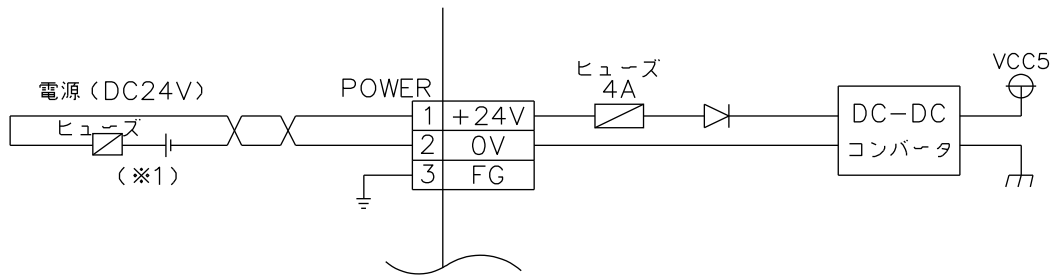 電源(DC24V)
ヒューズ
(※1)
POWER
1 +24V
2 0V
3 FG
ヒューズ
4A
DC-DC
コンバータ
VCC5